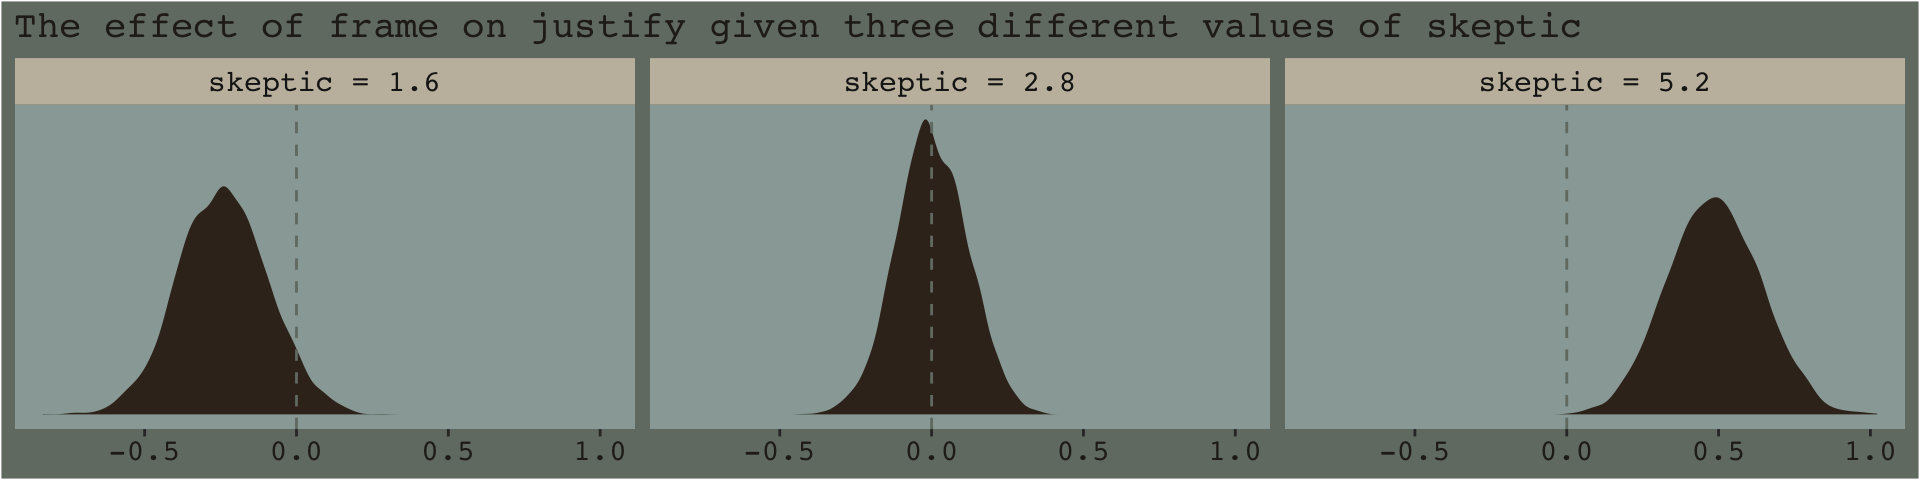 The effect of frame on justify given three different values of skeptic
skeptic = 1.6
skeptic = 2.8
skeptic = 5.2
−0.5 0.0 0.5 1.0 −0.5 0.0 0.5 1.0 −0.5 0.0 0.5 1.0